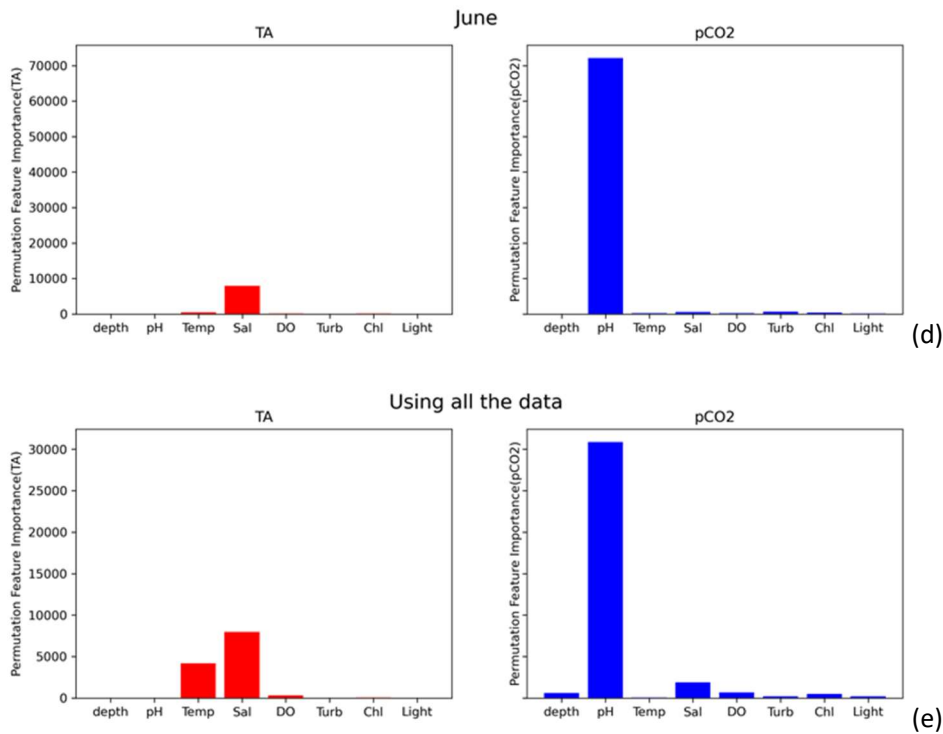 June
TA
pCO2
Permutation Feature Importance(TA)
70000
60000
50000
40000
30000
20000
10000
0
depth pH Temp Sal DO Turb Chl Light
Permutation Feature Importance(pCO2)
depth pH Temp Sal DO Turb Chl Light
(d)
Using all the data
TA
pCO2
Permutation Feature Importance(TA)
30000
25000
20000
15000
10000
5000
0
depth pH Temp Sal DO Turb Chl Light
Permutation Feature Importance(pCO2)
depth pH Temp Sal DO Turb Chl Light
(e)